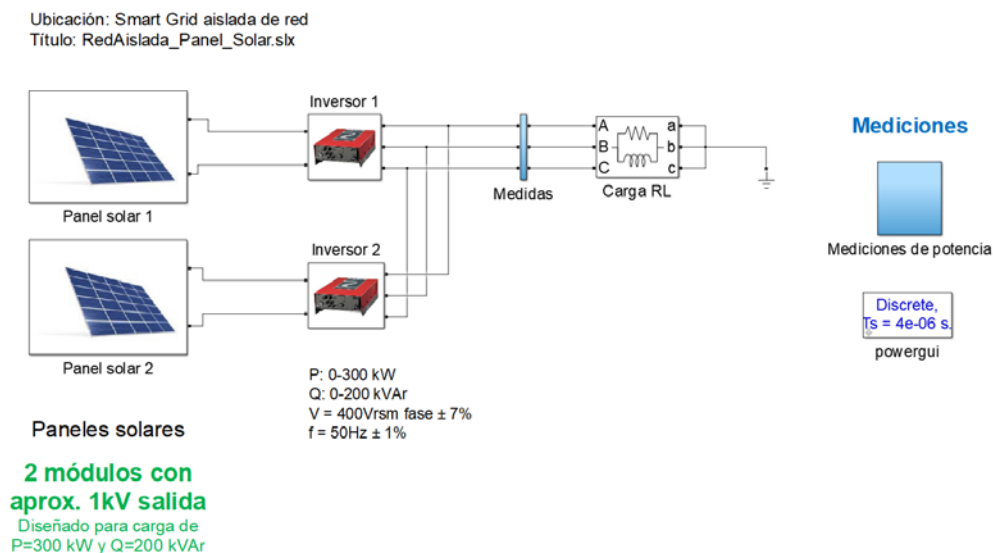 Ubicación: Smart Grid aislada de red
Título: RedAislada_Panel_Solar.slx
Inversor 1
A
B
C
a
b
c
Medidas
Carga RL
Panel solar 1
Mediciones
Mediciones de potencia
Inversor 2
Discrete,
Ts = 4e-06 s.
powergui
Panel solar 2
P: 0-300 kW
Q: 0-200 kVAr
V = 400Vrsm fase ± 7%
f = 50Hz ± 1%
Paneles solares
2 módulos con
aprox. 1kV salida
Diseñado para carga de
P=300 kW y Q=200 kVAr